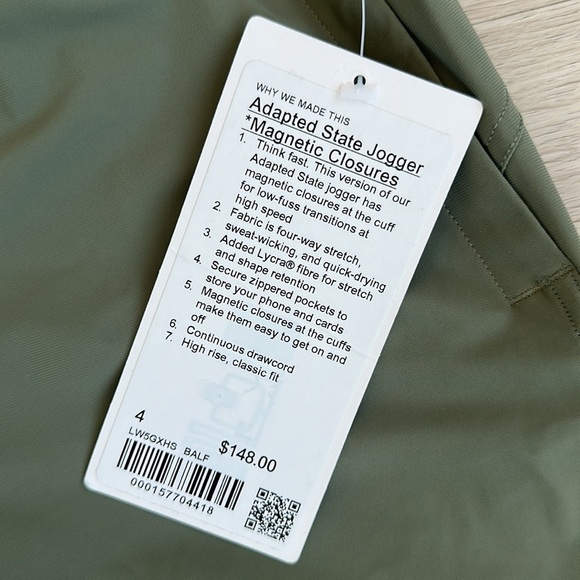 WHY WE MADE THIS
Adapted State Jogger
*Magnetic Closures
1. Think fast. This version of our
Adapted State jogger has
magnetic closures at the cuff
for low-fuss transitions at
high speed
2. Fabric is four-way stretch,
sweat-wicking, and quick-drying
3. Added Lycra® fibre for stretch
and shape retention
4. Secure zippered pockets to
store your phone and cards
5. Magnetic closures at the cuffs
make them easy to get on and
off
6. Continuous drawcord
7. High rise, classic fit
4
LW5GXHS BALF
$148.00
000157704418